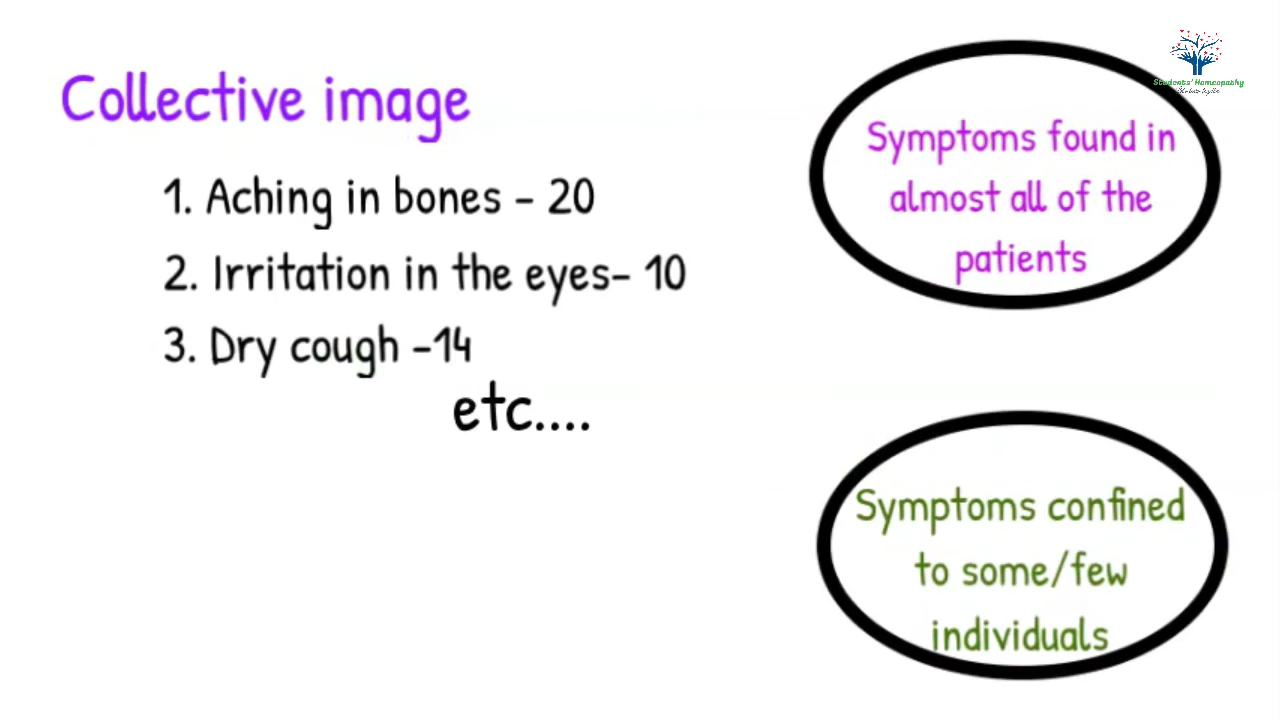 Collective image
1. Aching in bones - 20
2. Irritation in the eyes- 10
3. Dry cough -14
etc....
Students' Homeopathy
Symptoms found in
almost all of the
patients
Symptoms confined
to some/few
individuals